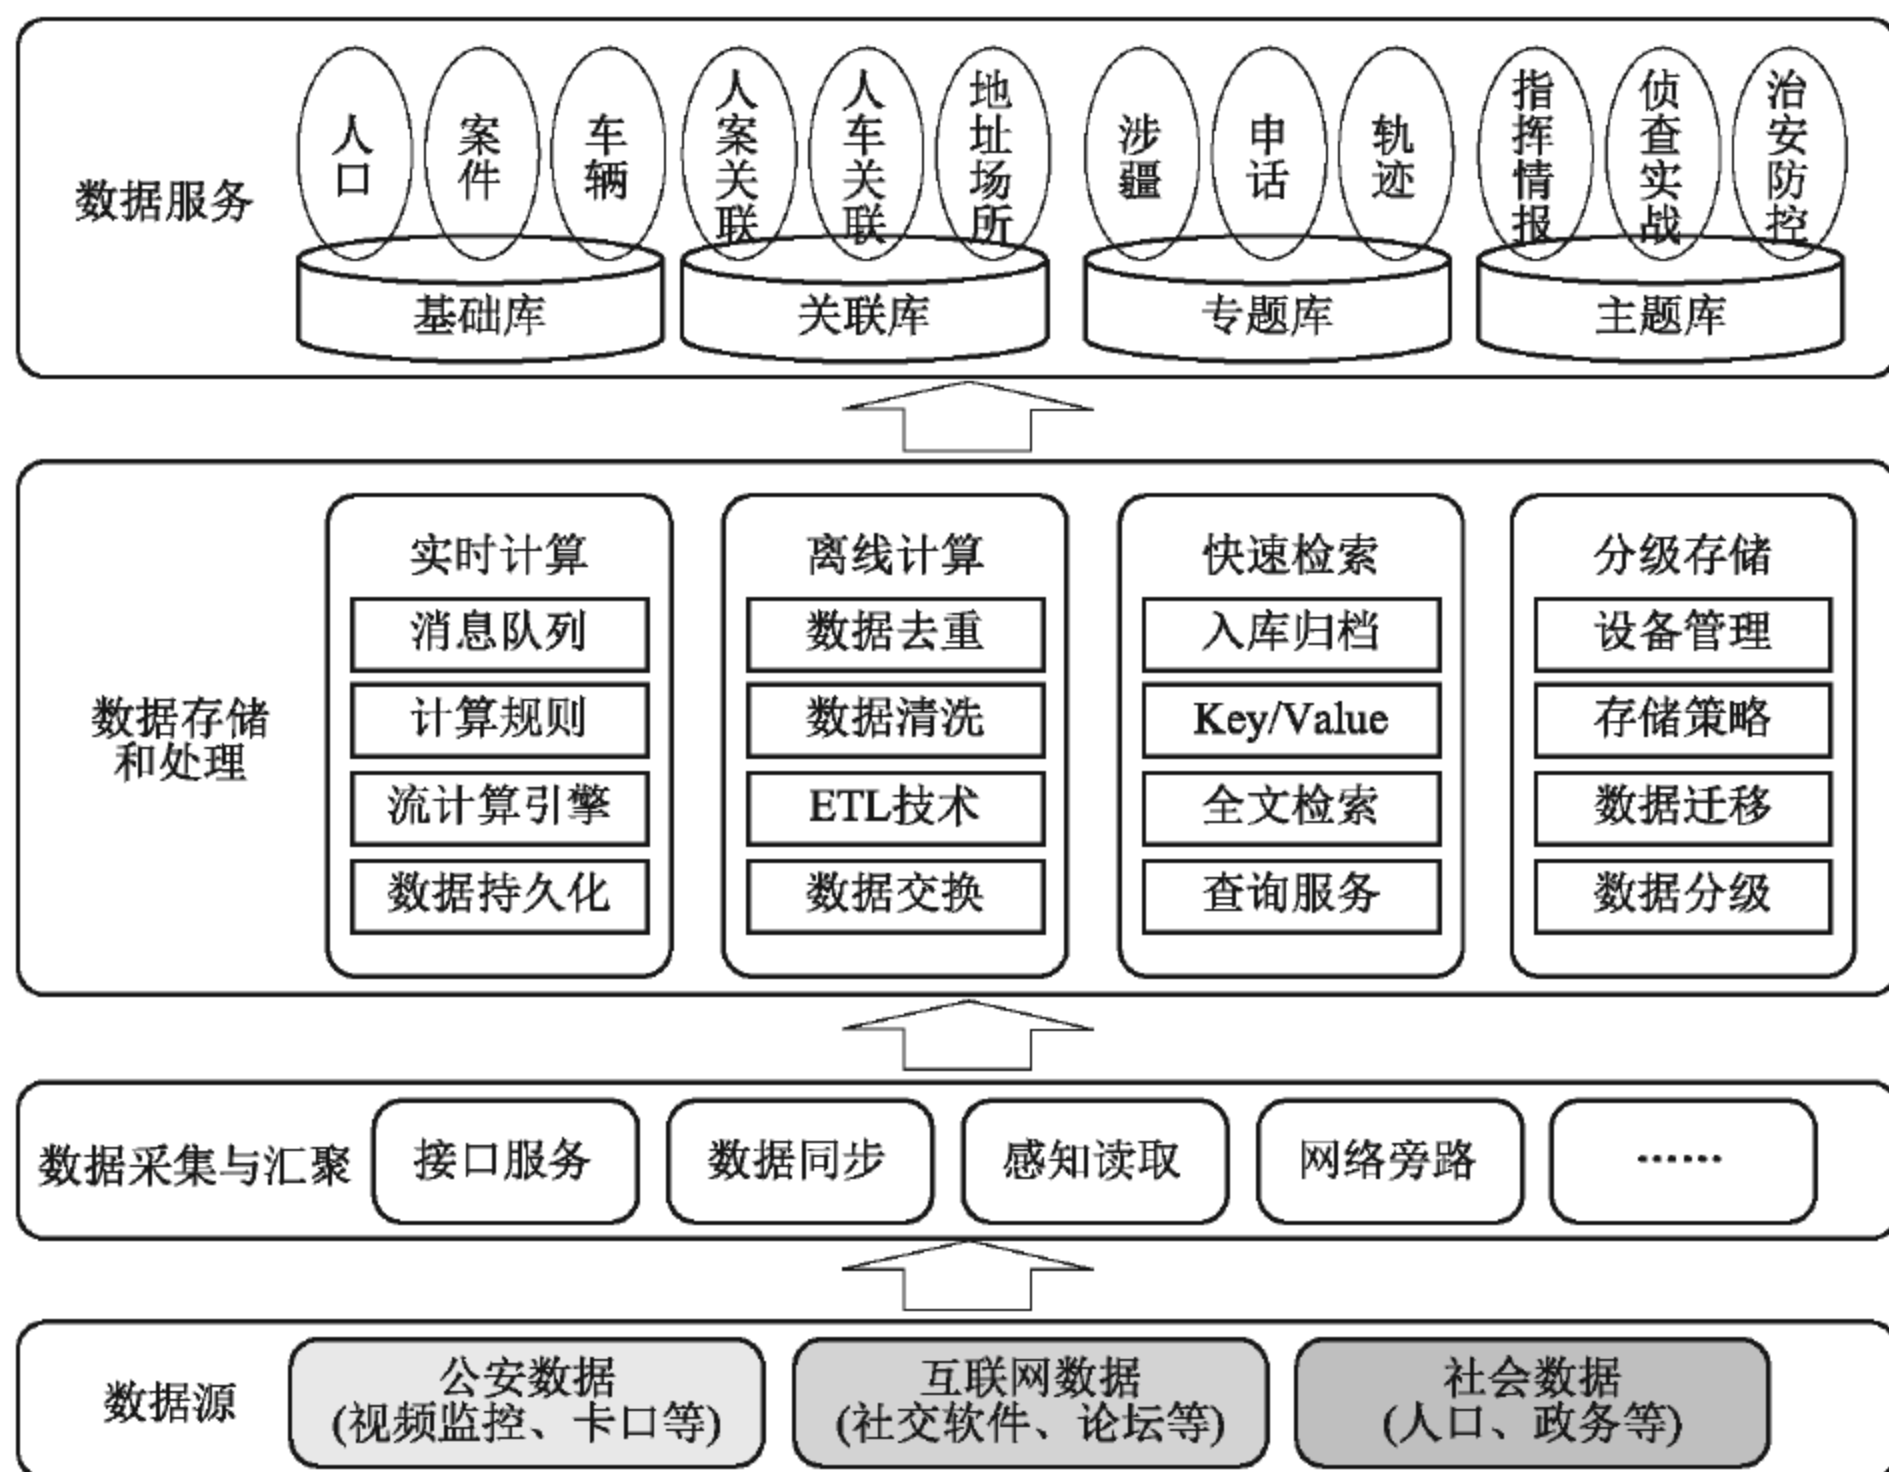 数据服务
人口
案件
车辆
人案关联
人车关联
地址场所
涉疆
申话
轨迹
指挥情报
侦查实战
治安防控
基础库
关联库
专题库
主题库
数据存储
和处理
实时计算
消息队列
计算规则
流计算引擎
数据持久化
离线计算
数据去重
数据清洗
ETL技术
数据交换
快速检索
入库归档
Key/Value
全文检索
查询服务
分级存储
设备管理
存储策略
数据迁移
数据分级
数据采集与汇聚
接口服务
数据同步
感知读取
网络旁路
……
数据源
公安数据
(视频监控、卡口等)
互联网数据
(社交软件、论坛等)
社会数据
(人口、政务等)